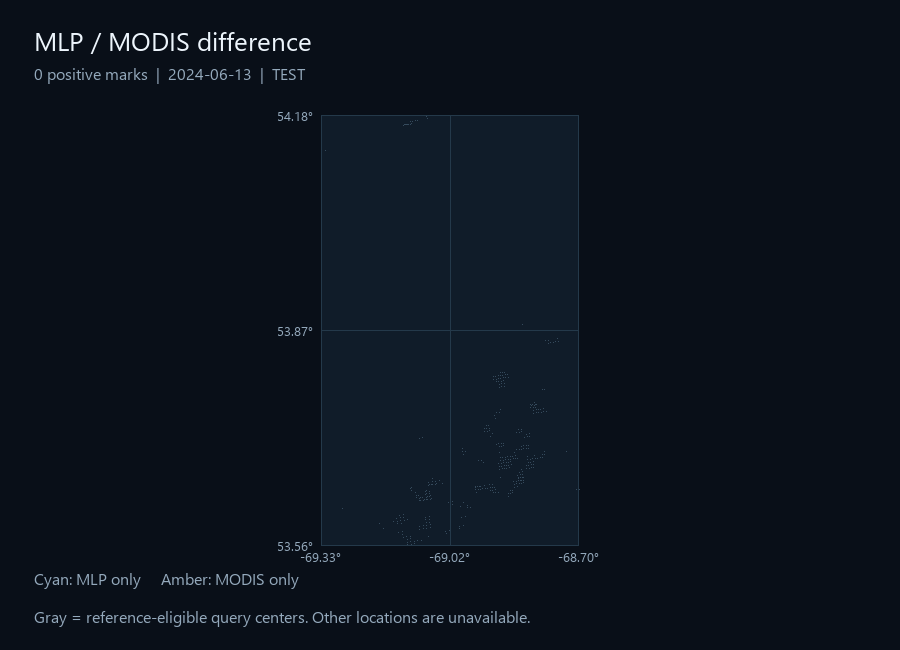 MLP / MODIS difference
0 positive marks | 2024-06-13 | TEST
54.18°
53.87°
53.56°
-69.33° -69.02° -68.70°
Cyan: MLP only Amber: MODIS only
Gray = reference-eligible query centers. Other locations are unavailable.